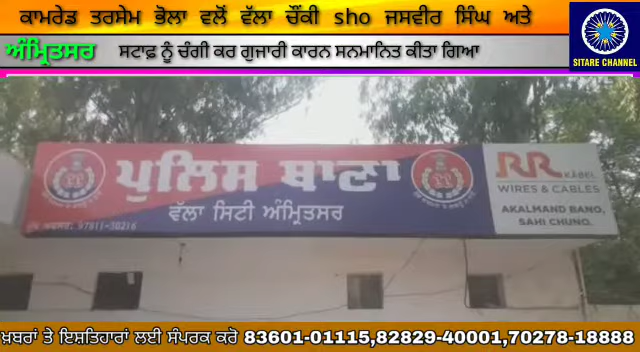 ਕਾਮਰੇਡ ਤਰਸੇਮ ਭੋਲਾ ਵਲੋਂ ਵੱਲਾ ਚੌਂਕੀ sho ਜਸਵੀਰ ਸਿੰਘ ਅਤੇ
ਅੰਮ੍ਰਿਤਸਰ ਸਟਾਫ਼ ਨੂੰ ਚੰਗੀ ਕਰ ਗੁਜਾਰੀ ਕਾਰਨ ਸਨਮਾਨਿਤ ਕੀਤਾ ਗਿਆ
SITARE CHANNEL
ਪੁਲਿਸ ਥਾਣਾ
ਵੱਲਾ ਸਿਟੀ ਅੰਮ੍ਰਿਤਸਰ
97811-30216
RR KABEL
WIRES & CABLES
AKALMAND BANO,
SAHI CHUNO.
ਖ਼ਬਰਾਂ ਤੇ ਇਸ਼ਤਿਹਾਰਾਂ ਲਈ ਸੰਪਰਕ ਕਰੋ 83601-01115,82829-40001,70278-18888